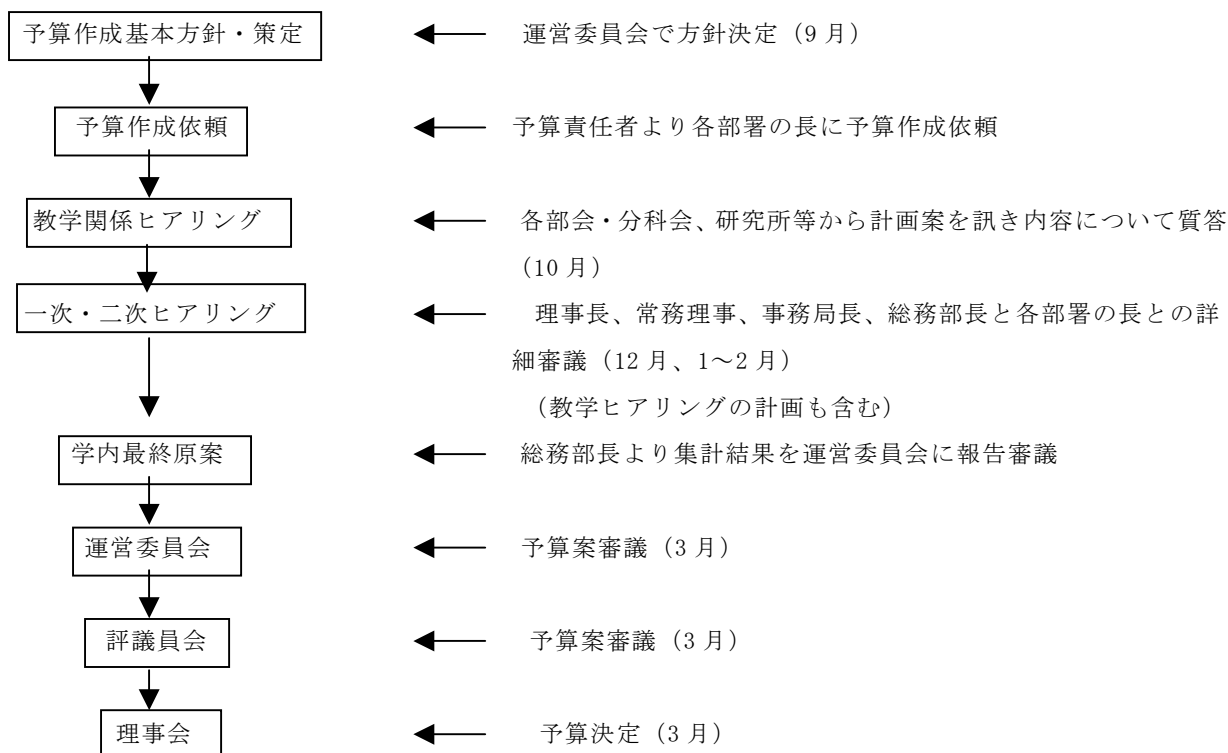 予算作成基本方針・策定
運営委員会で方針決定（9月）
予算作成依頼
予算責任者より各部署の長に予算作成依頼
教学関係ヒアリング
各部会・分科会、研究所等から計画案を訊き内容について質答
（10月）
一次・二次ヒアリング
理事長、常務理事、事務局長、総務部長と各部署の長との詳
細審議（12月、1～2月）
（教学ヒアリングの計画も含む）
学内最終原案
総務部長より集計結果を運営委員会に報告審議
運営委員会
予算案審議（3月）
評議員会
予算案審議（3月）
理事会
予算決定（3月）